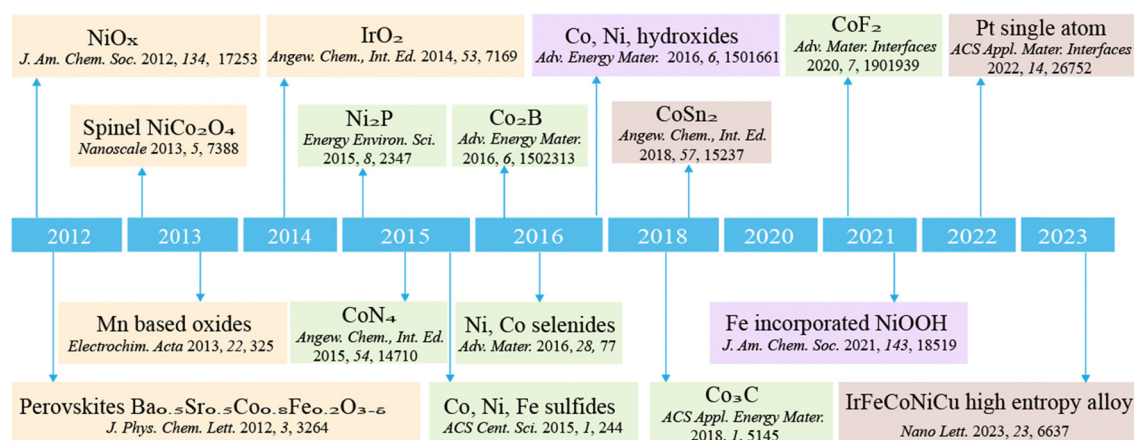 NiOₓ
J. Am. Chem. Soc. 2012, 134, 17253
IrO₂
Angew. Chem., Int. Ed. 2014, 53, 7169
Co, Ni, hydroxides
Adv. Energy Mater. 2016, 6, 1501661
CoF₂
Adv. Mater. Interfaces
2020, 7, 1901939
Pt single atom
ACS Appl. Mater. Interfaces
2022, 14, 26752
Spinel NiCo₂O₄
Nanoscale 2013, 5, 7388
Ni₂P
Energy Environ. Sci.
2015, 8, 2347
Co₂B
Adv. Energy Mater.
2016, 6, 1502313
CoSn₂
Angew. Chem., Int. Ed.
2018, 57, 15237
2012
2013
2014
2015
2016
2018
2020
2021
2022
2023
Mn based oxides
Electrochim. Acta 2013, 22, 325
CoN₄
Angew. Chem., Int. Ed.
2015, 54, 14710
Ni, Co selenides
Adv. Mater. 2016, 28, 77
Fe incorporated NiOOH
J. Am. Chem. Soc. 2021, 143, 18519
Perovskites Ba₀.₅Sr₀.₅Co₀.₈Fe₀.₂O₃₋δ
J. Phys. Chem. Lett. 2012, 3, 3264
Co, Ni, Fe sulfides
ACS Cent. Sci. 2015, 1, 244
Co₃C
ACS Appl. Energy Mater.
2018, 1, 5145
IrFeCoNiCu high entropy alloy
Nano Lett. 2023, 23, 6637